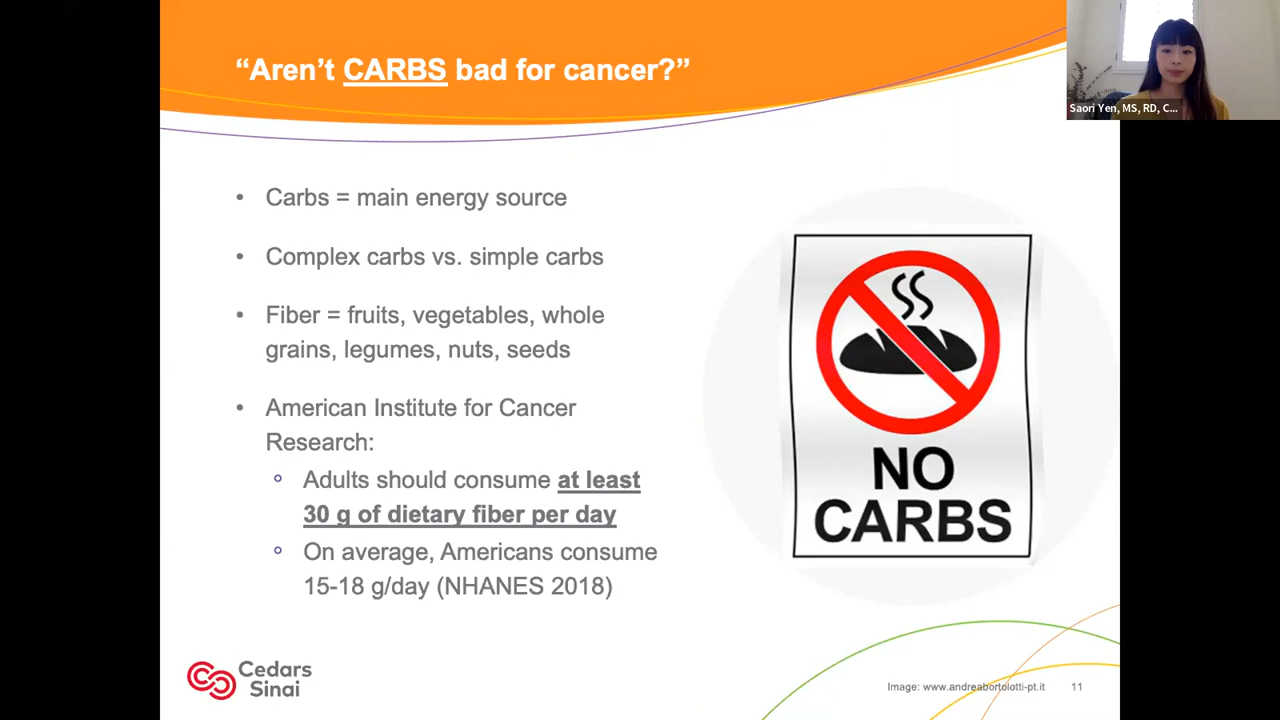 “Aren’t CARBS bad for cancer?”
Saori Yen, MS, RD, C...
• Carbs = main energy source
• Complex carbs vs. simple carbs
• Fiber = fruits, vegetables, whole
grains, legumes, nuts, seeds
• American Institute for Cancer
Research:
○ Adults should consume at least
30 g of dietary fiber per day
○ On average, Americans consume
15-18 g/day (NHANES 2018)
NO
CARBS
Cedars
Sinai
Image: www.andreabortolotti-pt.it 11